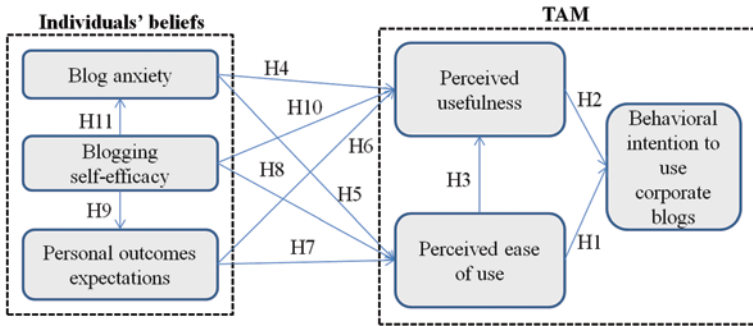 Individuals' beliefs
TAM
Blog anxiety
H4
Perceived
usefulness
H10
H2
H11
H6
Behavioral
intention to
use
corporate
blogs
Blogging
self-efficacy
H8
H3
H9
H5
Personal outcomes
expectations
H7
Perceived ease
of use
H1